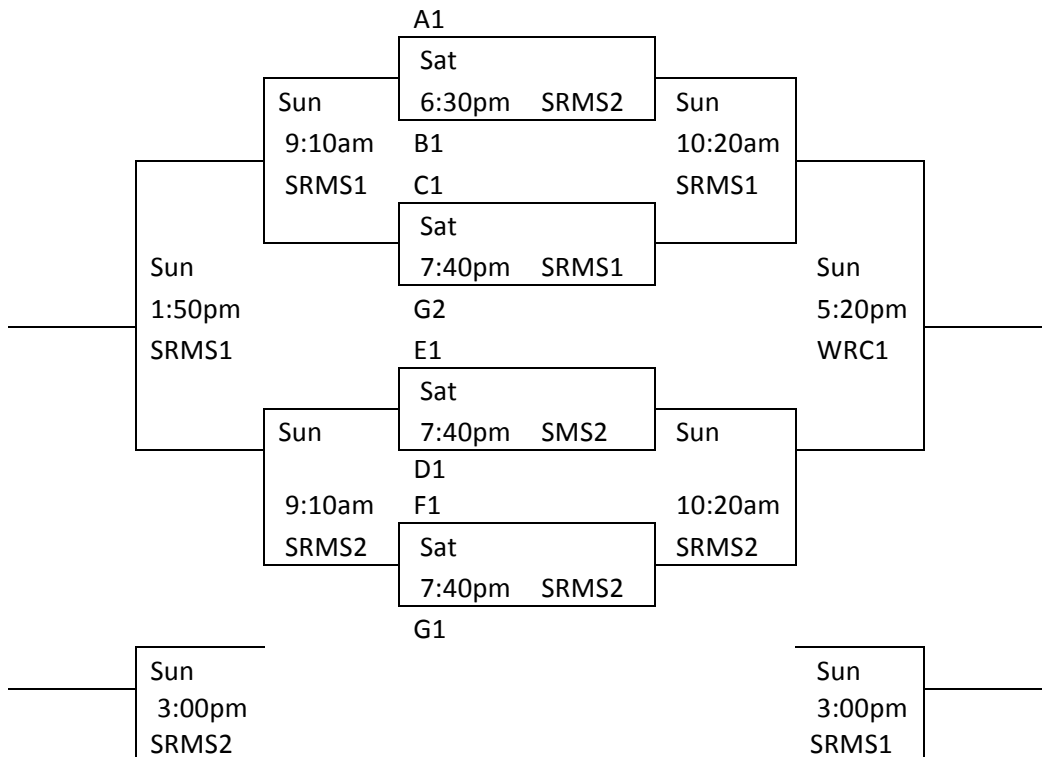 A1
Sat
Sun 6:30pm SRMS2 Sun
9:10am B1 10:20am
SRMS1 C1 SRMS1
Sat
Sun 7:40pm SRMS1 Sun
1:50pm G2 5:20pm
SRMS1 E1 WRC1
Sat
Sun 7:40pm SMS2 Sun
D1
9:10am F1 10:20am
SRMS2 Sat SRMS2
7:40pm SRMS2
G1
Sun Sun
3:00pm 3:00pm
SRMS2 SRMS1